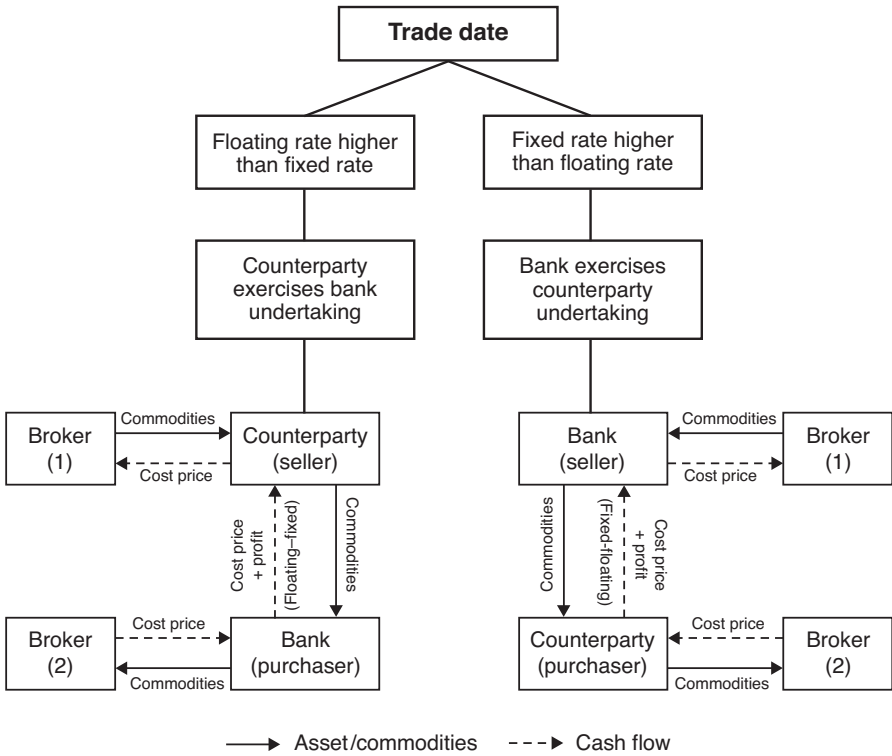 Trade date
Floating rate higher
than fixed rate
Fixed rate higher
than floating rate
Counterparty
exercises bank
undertaking
Bank exercises
counterparty
undertaking
Broker
(1)
Commodities
Cost price
Counterparty
(seller)
Bank
(seller)
Commodities
Cost price
Broker
(1)
Cost price
+ profit
(Floating–fixed)
Commodities
Commodities
(Fixed-floating)
Cost price
+ profit
Broker
(2)
Cost price
Commodities
Bank
(purchaser)
Counterparty
(purchaser)
Cost price
Commodities
Broker
(2)
Asset/commodities
Cash flow